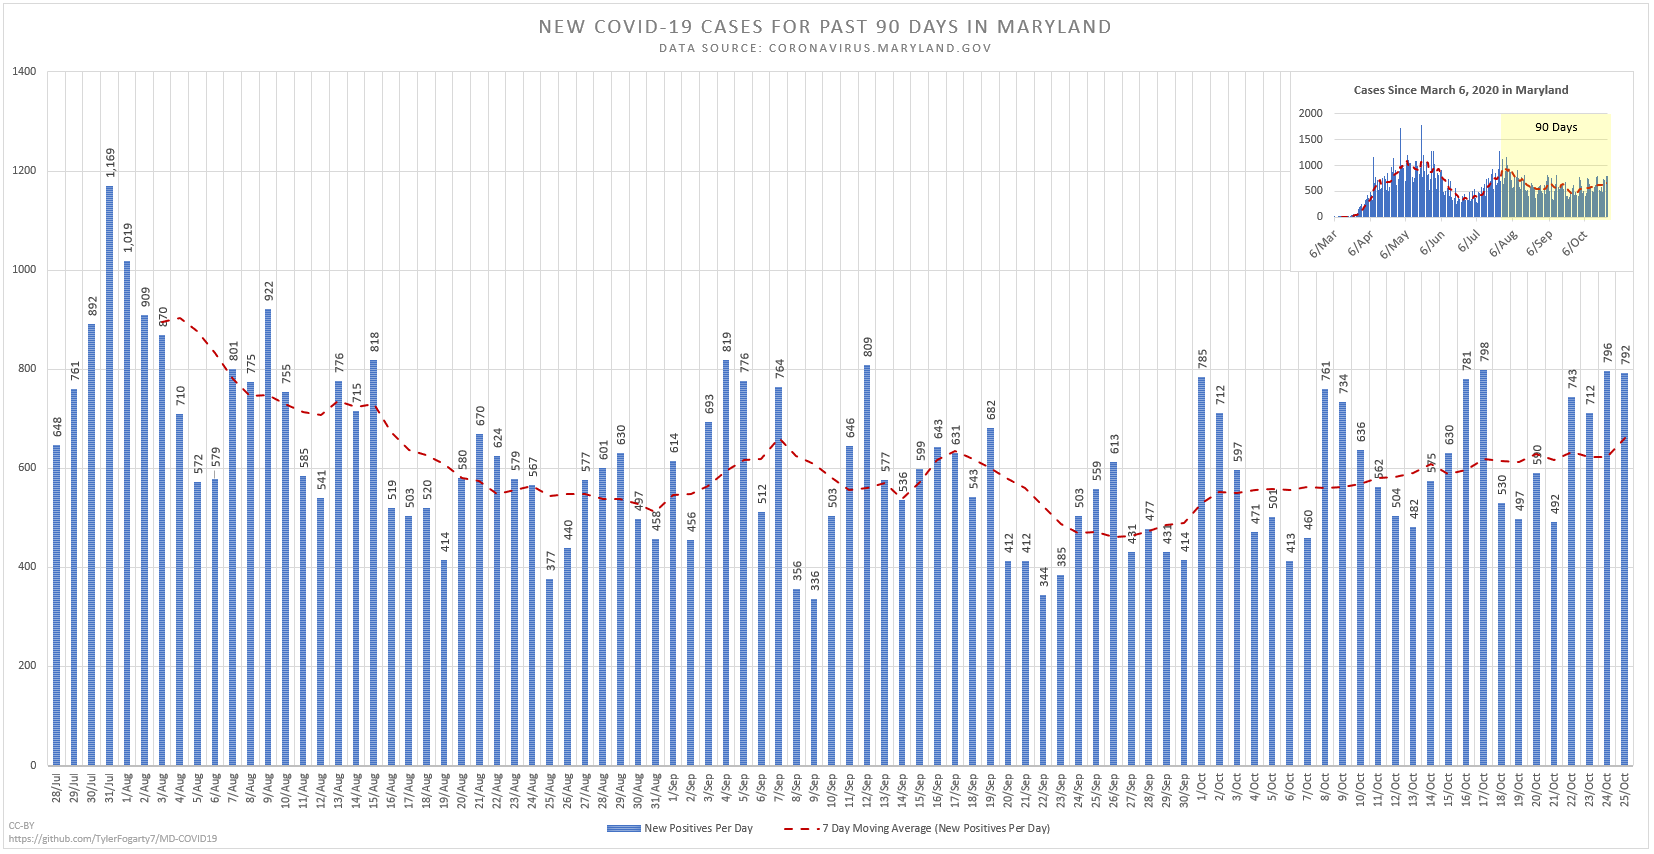 NEW COVID-19 CASES FOR PAST 90 DAYS IN MARYLAND
DATA SOURCE: CORONAVIRUS.MARYLAND.GOV
1400
1200
1000
800
600
400
200
0
648
761
892
1,169
1,019
909
870
710
572
579
801
775
922
755
585
541
776
715
818
519
503
520
414
580
670
624
579
567
377
440
577
601
630
497
458
614
456
693
819
776
512
764
356
336
503
646
809
577
536
599
643
631
543
682
412
412
344
385
503
559
613
431
477
431
414
785
712
597
471
501
413
460
761
734
636
562
504
482
575
630
781
798
530
497
590
492
743
712
796
792
28/Jul
29/Jul
30/Jul
31/Jul
1/Aug
2/Aug
3/Aug
4/Aug
5/Aug
6/Aug
7/Aug
8/Aug
9/Aug
10/Aug
11/Aug
12/Aug
13/Aug
14/Aug
15/Aug
16/Aug
17/Aug
18/Aug
19/Aug
20/Aug
21/Aug
22/Aug
23/Aug
24/Aug
25/Aug
26/Aug
27/Aug
28/Aug
29/Aug
30/Aug
31/Aug
1/Sep
2/Sep
3/Sep
4/Sep
5/Sep
6/Sep
7/Sep
8/Sep
9/Sep
10/Sep
11/Sep
12/Sep
13/Sep
14/Sep
15/Sep
16/Sep
17/Sep
18/Sep
19/Sep
20/Sep
21/Sep
22/Sep
23/Sep
24/Sep
25/Sep
26/Sep
27/Sep
28/Sep
29/Sep
30/Sep
1/Oct
2/Oct
3/Oct
4/Oct
5/Oct
6/Oct
7/Oct
8/Oct
9/Oct
10/Oct
11/Oct
12/Oct
13/Oct
14/Oct
15/Oct
16/Oct
17/Oct
18/Oct
19/Oct
20/Oct
21/Oct
22/Oct
23/Oct
24/Oct
25/Oct
Cases Since March 6, 2020 in Maryland
90 Days
2000
1500
1000
500
0
6/Mar
6/Apr
6/May
6/Jun
6/Jul
6/Aug
6/Sep
6/Oct
New Positives Per Day
7 Day Moving Average (New Positives Per Day)
CC-BY
https://github.com/TylerFogarty7/MD-COVID19